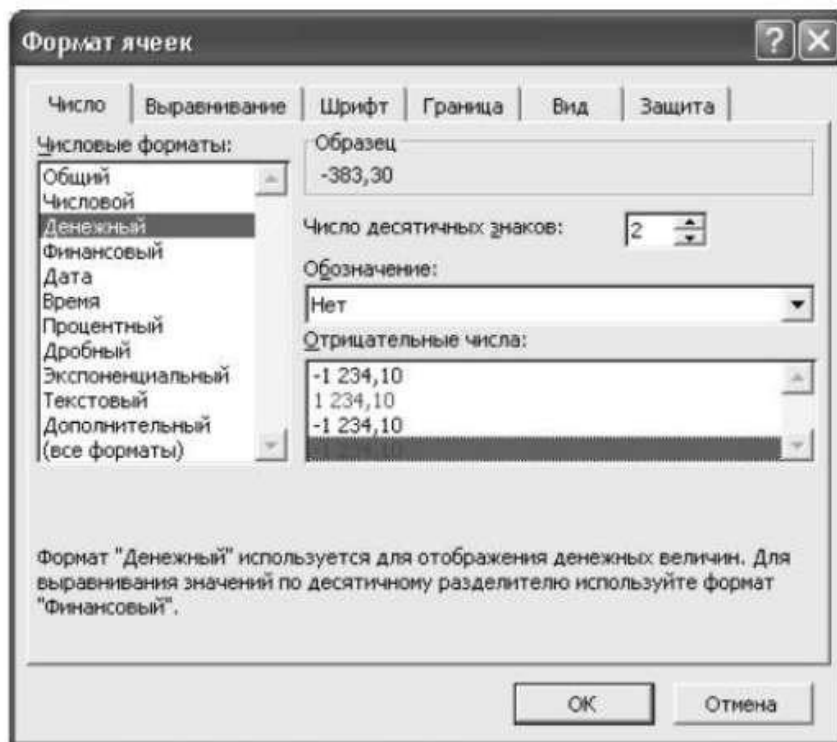 Формат ячеек
Число
Выравнивание
Шрифт
Граница
Вид
Защита
Числовые форматы:
Общий
Числовой
Денежный
Финансовый
Дата
Время
Процентный
Дробный
Экспоненциальный
Текстовый
Дополнительный
(все форматы)
Образец
-383,30
Число десятичных знаков:
2
Обозначение:
Нет
Отрицательные числа:
-1 234,10
1 234,10
-1 234,10
-1 234,10
Формат "Денежный" используется для отображения денежных величин. Для
выравнивания значений по десятичному разделителю используйте формат
"Финансовый".
ОК
Отмена